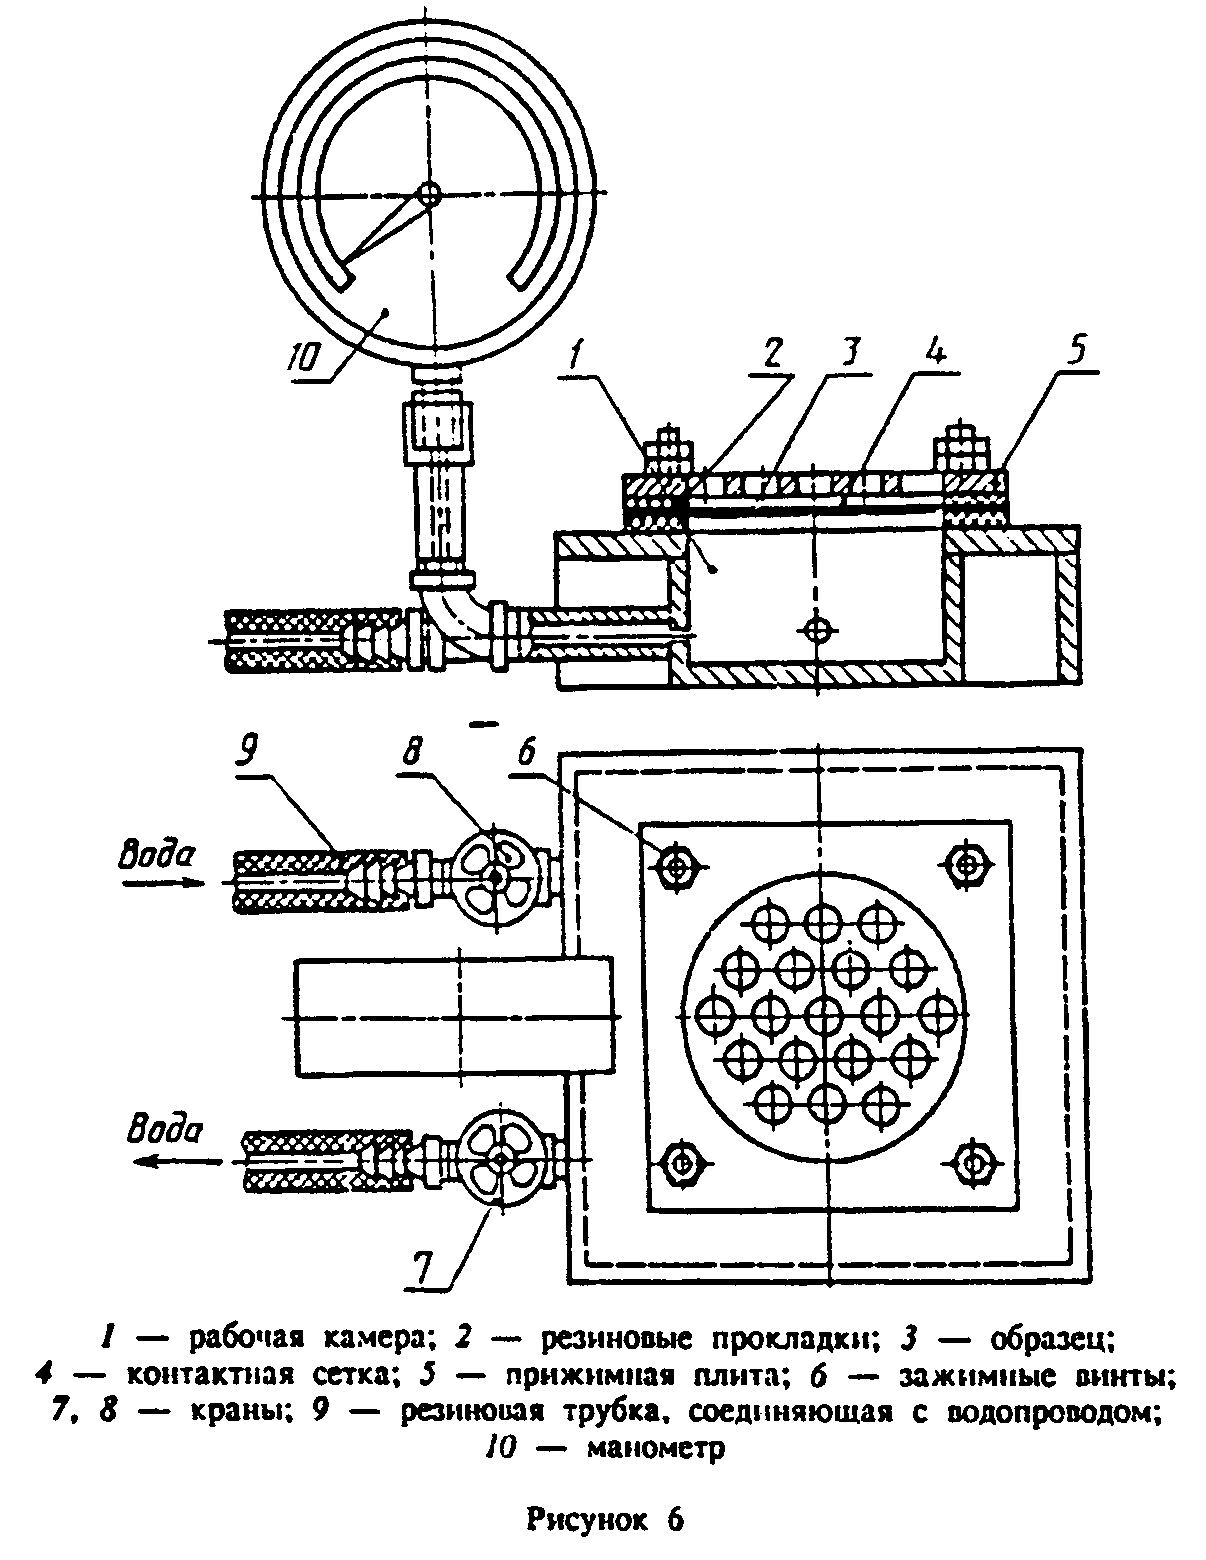 10
1 2 3 4 5
9 8 6
Вода
Вода
7
1 — рабочая камера; 2 — резиновые прокладки; 3 — образец;
4 — контактная сетка; 5 — прижимная плита; 6 — зажимные винты;
7, 8 — краны; 9 — резиновая трубка, соединяющая с водопроводом;
10 — манометр
Рисунок 6